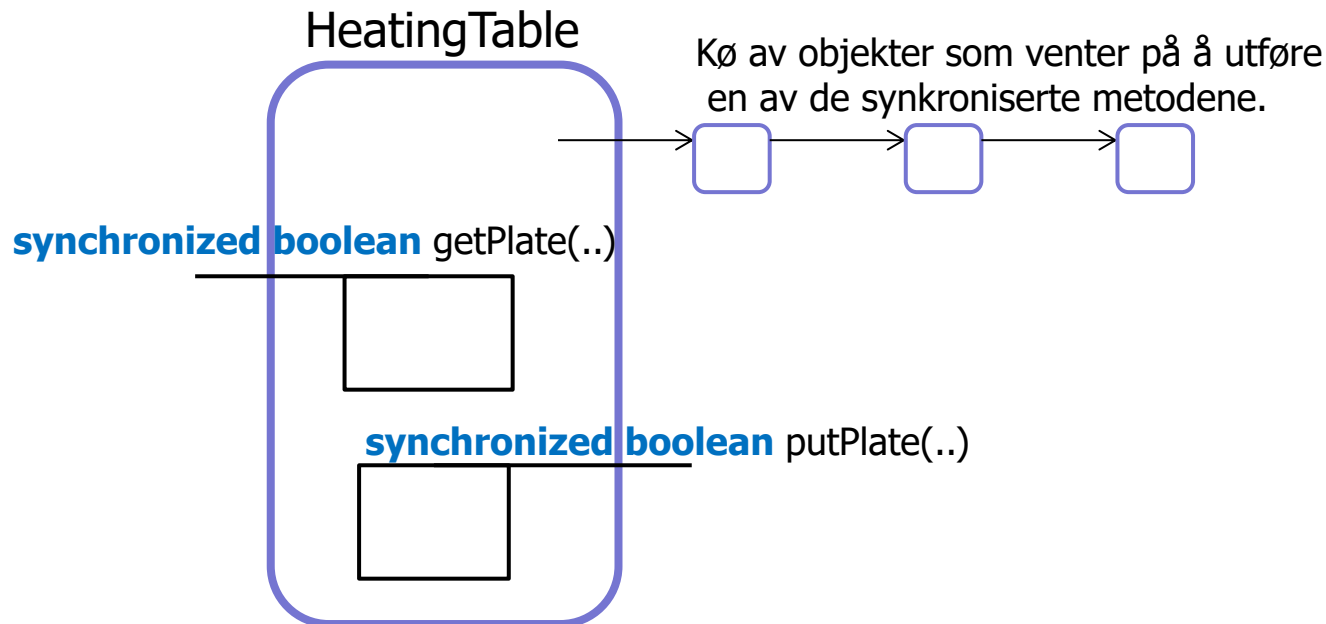 HeatingTable
Kø av objekter som venter på å utføre
en av de synkroniserte metodene.
synchronized boolean getPlate(..)
synchronized boolean putPlate(..)